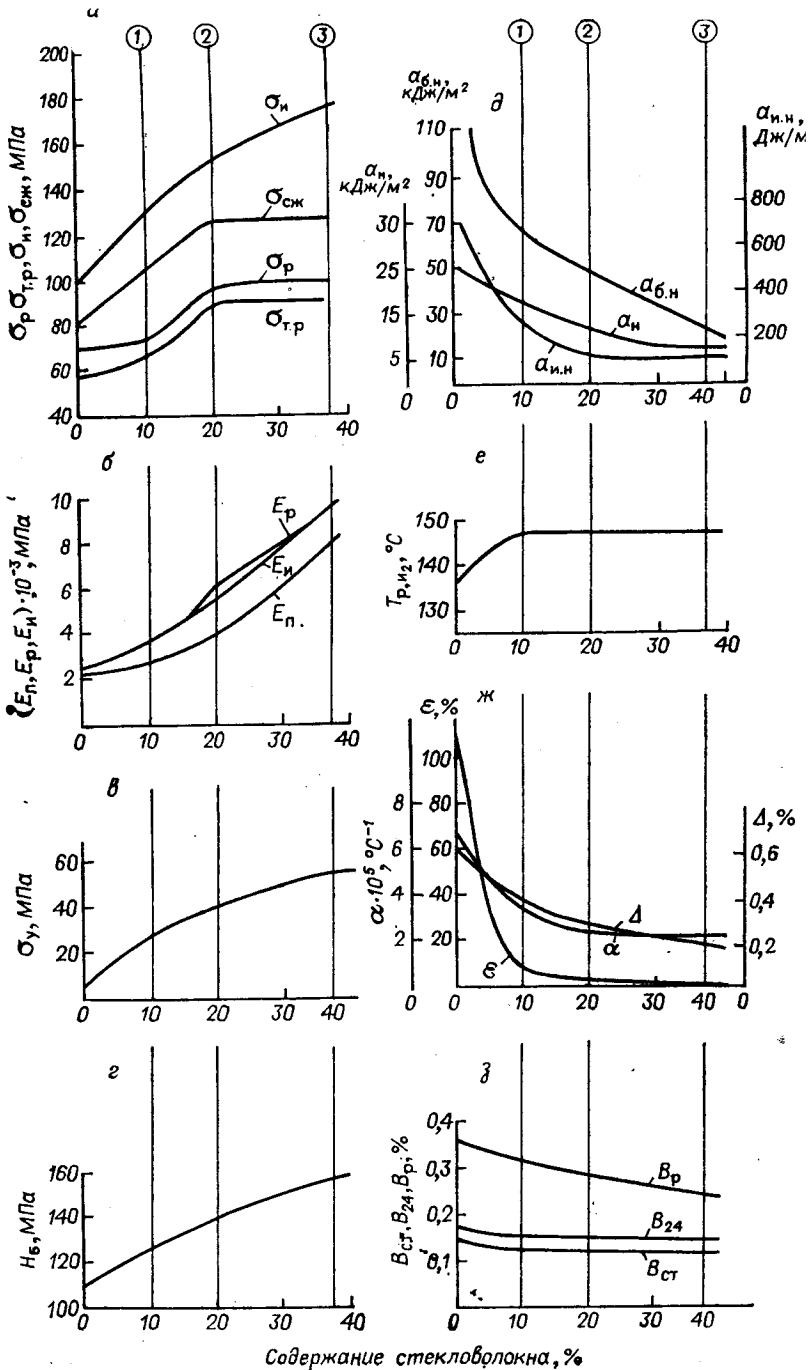 а
① ② ③
σр, σт.р, σи, σсж, МПа
200
180
160
140
120
100
80
60
40
σи
σсж
σр
σт.р
0 10 20 30 40
б
(Eп, Eр, Eи)·10⁻³, МПа
10
8
6
4
2
Eр
Eи
Eп
0 10 20 30 40
в
σу, МПа
60
40
20
0 10 20 30 40
г
Нб, МПа
160
140
120
100
0 10 20 30 40
д
① ② ③
aн, кДж/м²
30
25
15
5
0
aб.н, кДж/м²
110
90
70
50
30
10
aи.н, Дж/м
800
600
400
200
0
aб.н
aн
aи.н
0 10 20 30 40
е
Tр,и₂, °С
150
140
130
0 10 20 30 40
ж
α·10⁵, °С⁻¹
8
6
4
2
0
ε, %
100
80
60
40
20
Δ, %
0,6
0,4
0,2
0
Δ
α
ε
0 10 20 30 40
з
Bст, B24, Bр, %
0,4
0,3
0,2
0,1
Bр
B24
Bст
0 10 20 30 40
Содержание стекловолокна, %